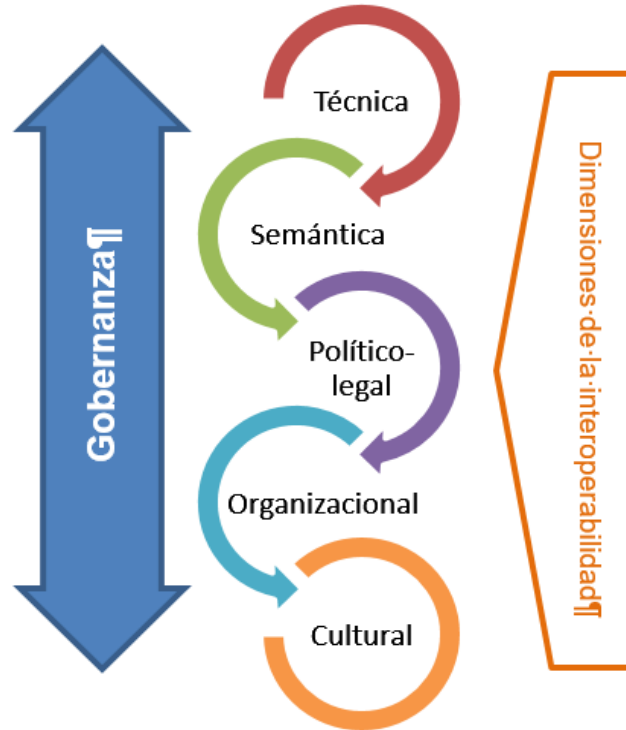 Gobernanza¶
Técnica
Semántica
Político-
legal
Organizacional
Cultural
Dimensiones·de·la·interoperabilidad¶